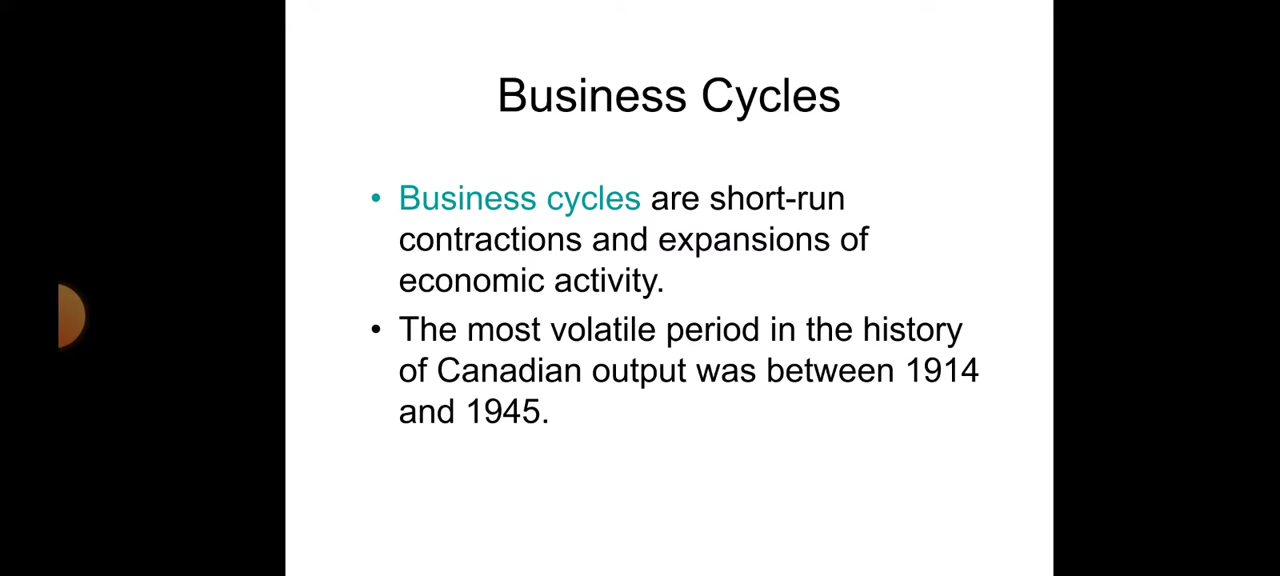 Business Cycles
• Business cycles are short-run
contractions and expansions of
economic activity.
• The most volatile period in the history
of Canadian output was between 1914
and 1945.